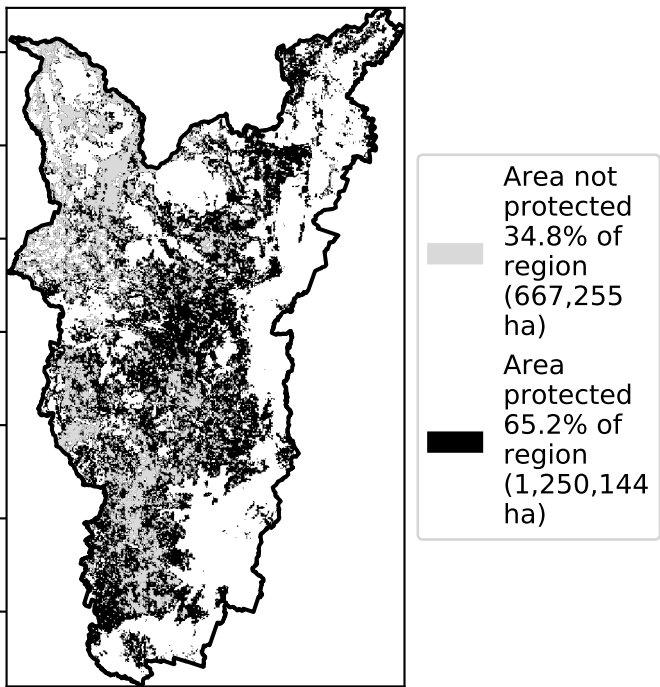 Area not
protected
34.8% of
region
(667,255
ha)
Area
protected
65.2% of
region
(1,250,144
ha)